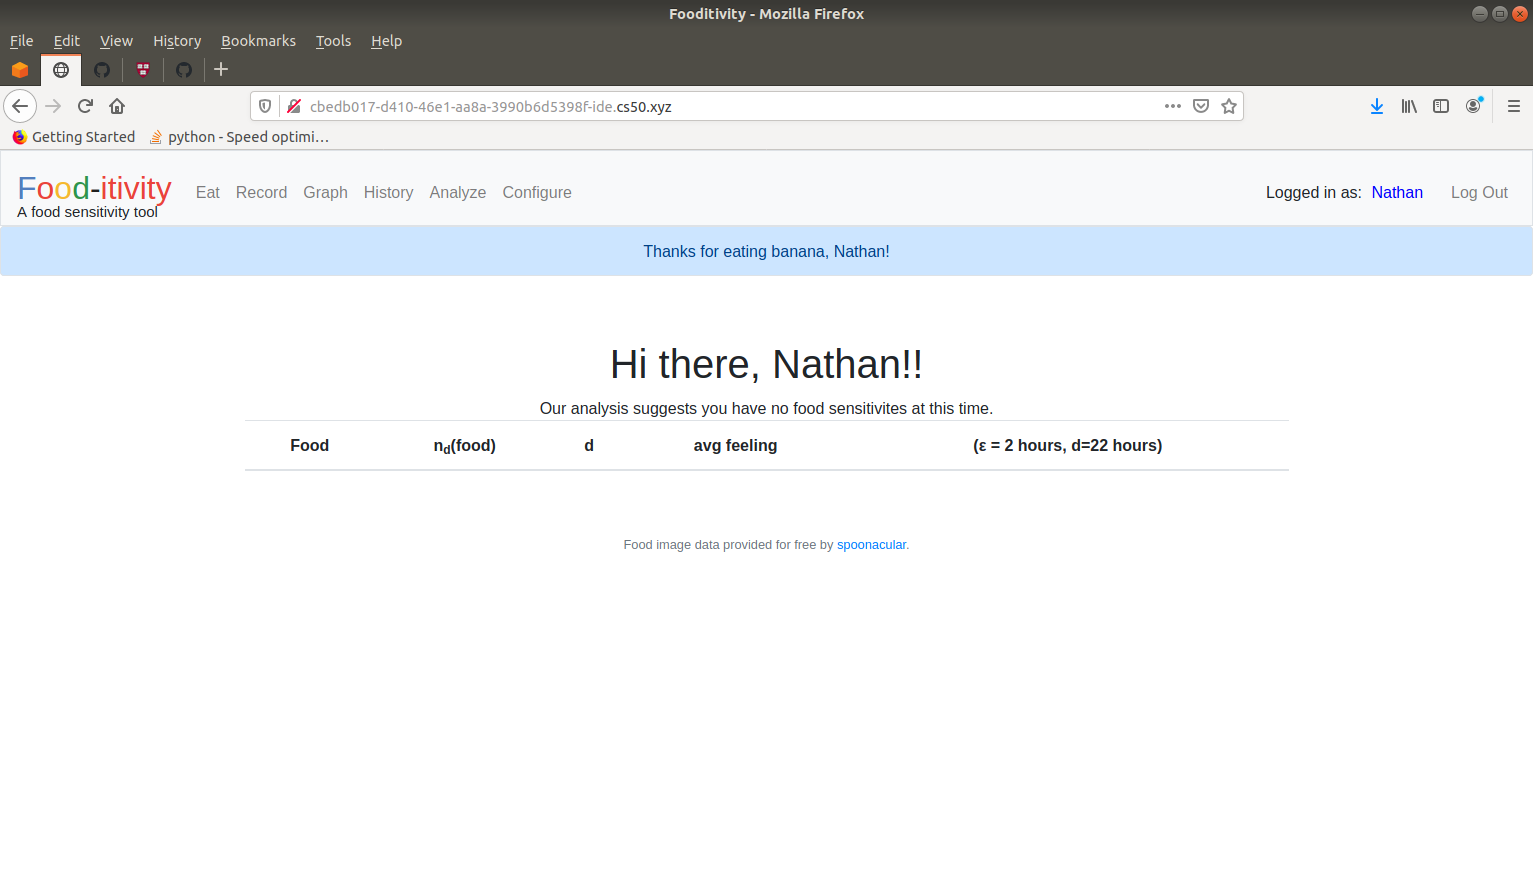 Fooditivity - Mozilla Firefox
File Edit View History Bookmarks Tools Help
cbedb017-d410-46e1-aa8a-3990b6d5398f-ide.cs50.xyz
Getting Started python - Speed optimi…
Food-itivity Eat Record Graph History Analyze Configure Logged in as: Nathan Log Out
A food sensitivity tool
Thanks for eating banana, Nathan!
Hi there, Nathan!!
Our analysis suggests you have no food sensitivites at this time.
Food nd(food) d avg feeling (ε = 2 hours, d=22 hours)
Food image data provided for free by spoonacular.